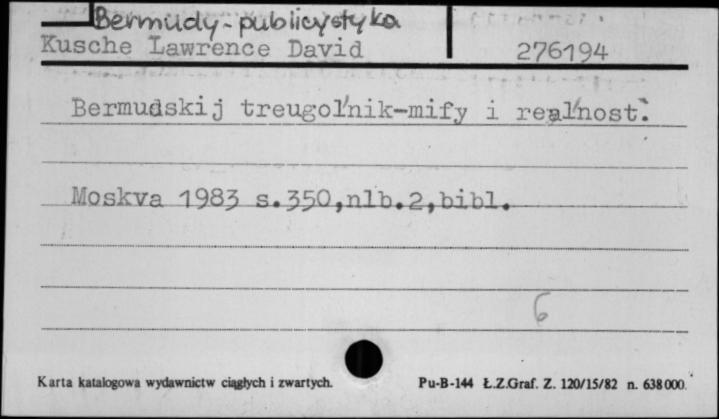 Bermudy-publicystyka
Kusche Lawrence David 276194
Bermudskij treugol'nik-mify i real'nost'.
Moskva 1983 s.350,nlb.2,bibl.
6
Karta katalogowa wydawnictw ciągłych i zwartych. Pu-B-144 Ł.Z.Graf. Z. 120/15/82 n. 638000.